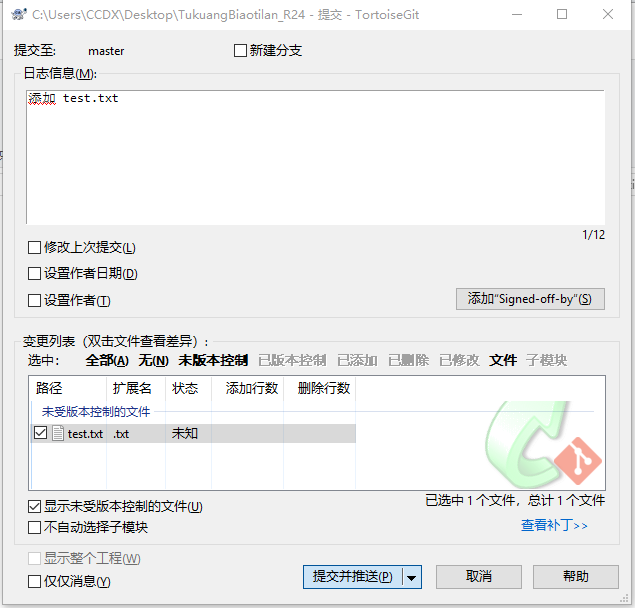 C:\Users\CCDX\Desktop\TukuangBiaotilan_R24 - 提交 - TortoiseGit
提交至: master 新建分支
日志信息(M):
添加 test.txt
1/12
修改上次提交(L)
设置作者日期(D)
设置作者(T) 添加"Signed-off-by"(S)
变更列表（双击文件查看差异）:
选中: 全部(A) 无(N) 未版本控制 已版本控制 已添加 已删除 已修改 文件 子模块
路径 扩展名 状态 添加行数 删除行数
未受版本控制的文件
test.txt .txt 未知
显示未受版本控制的文件(U) 已选中 1 个文件，总计 1 个文件
不自动选择子模块 查看补丁>>
显示整个工程(W)
仅仅消息(Y) 提交并推送(P) 取消 帮助